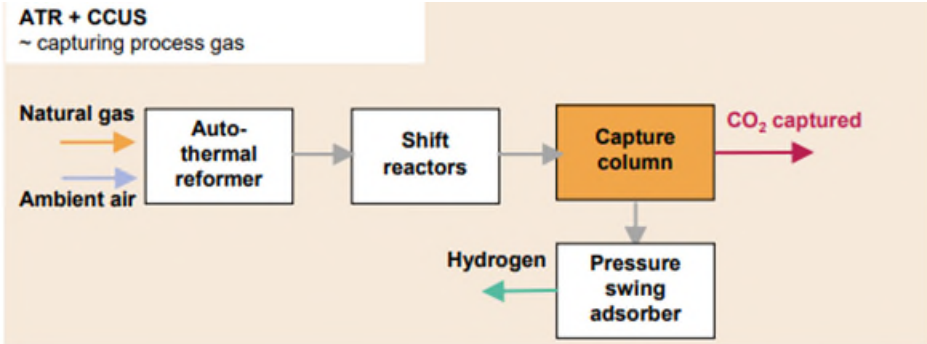 ATR + CCUS
~ capturing process gas
Natural gas
Ambient air
Auto-
thermal
reformer
Shift
reactors
Capture
column
CO₂ captured
Hydrogen
Pressure
swing
adsorber